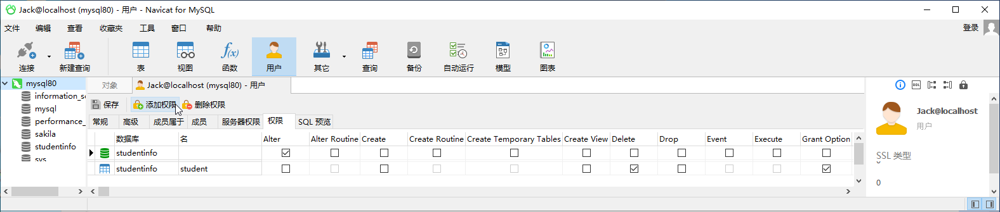 Jack@localhost (mysql80) - 用户 - Navicat for MySQL
文件 编辑 查看 收藏夹 工具 窗口 帮助 登录
连接 新建查询 表 视图 f(x) 函数 用户 其它 查询 备份 自动运行 模型 图表
mysql80
information_s
mysql
performance_
sakila
studentinfo
sys
对象 Jack@localhost (mysql80) - 用户
保存 添加权限 删除权限
常规 高级 成员属于 成员 服务器权限 权限 SQL 预览
数据库 名 Alter Alter Routine Create Create Routine Create Temporary Tables Create View Delete Drop Event Execute Grant Option
studentinfo
studentinfo student
DDL
Jack@localhost
用户
SSL 类型
0